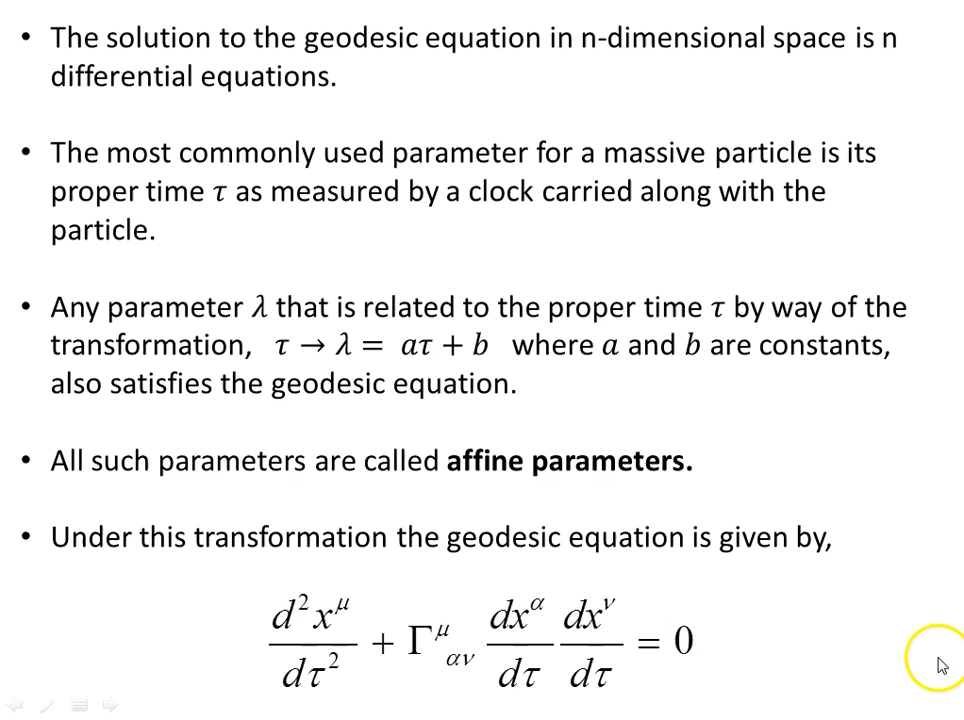 • The solution to the geodesic equation in n-dimensional space is n
differential equations.
• The most commonly used parameter for a massive particle is its
proper time τ as measured by a clock carried along with the
particle.
• Any parameter λ that is related to the proper time τ by way of the
transformation, τ → λ = aτ + b where a and b are constants,
also satisfies the geodesic equation.
• All such parameters are called affine parameters.
• Under this transformation the geodesic equation is given by,
d²x^μ/dτ² + Γ^μ_αν dx^α/dτ dx^ν/dτ = 0